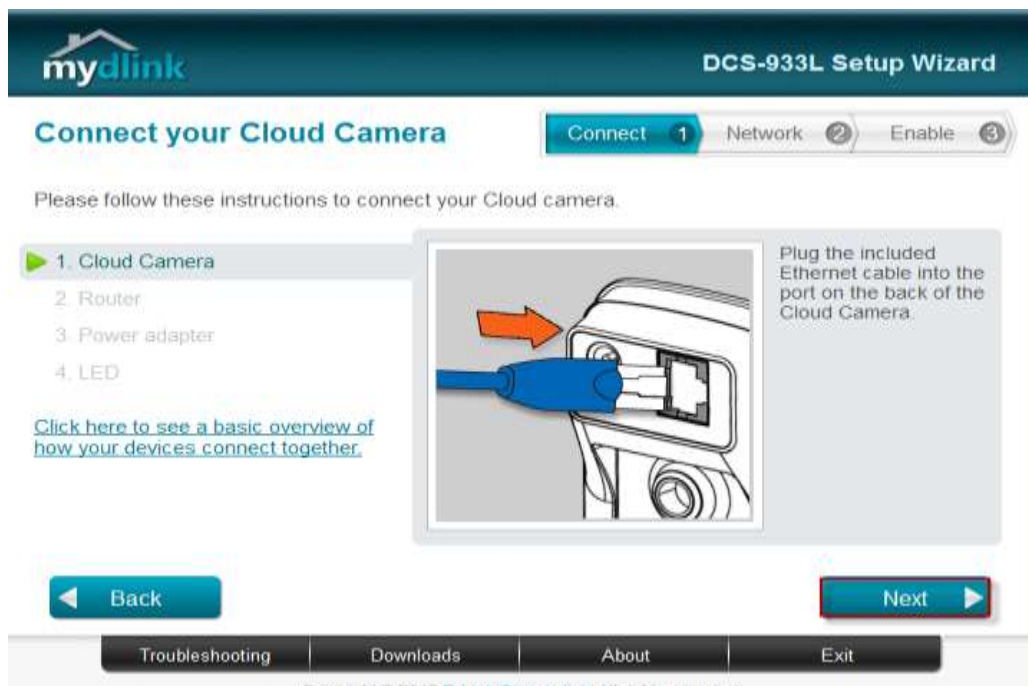 mydlink
DCS-933L Setup Wizard
Connect your Cloud Camera
Connect 1 Network 2 Enable 3
Please follow these instructions to connect your Cloud camera.
1. Cloud Camera
2. Router
3. Power adapter
4. LED
Click here to see a basic overview of
how your devices connect together.
Plug the included
Ethernet cable into the
port on the back of the
Cloud Camera.
Back
Next
Troubleshooting Downloads About Exit